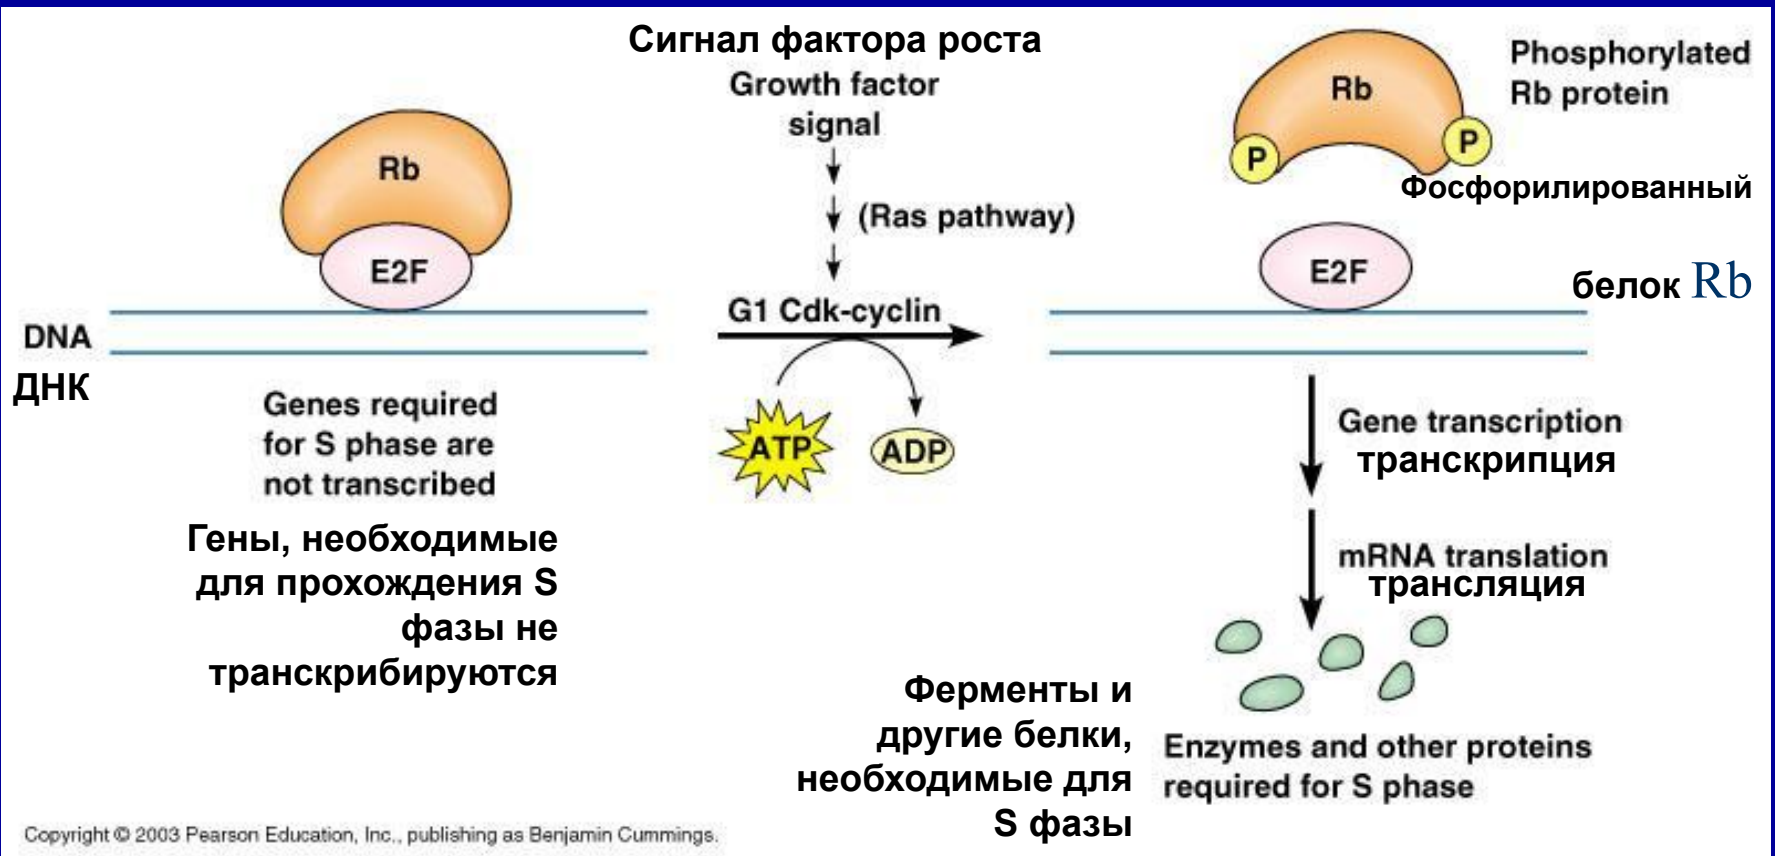 Сигнал фактора роста
Growth factor
signal
(Ras pathway)
G1 Cdk-cyclin
ATP
ADP
Rb
E2F
DNA
ДНК
Genes required
for S phase are
not transcribed
Гены, необходимые
для прохождения S
фазы не
транскрибируются
Rb
P
P
Phosphorylated
Rb protein
Фосфорилированный
белок Rb
E2F
Gene transcription
транскрипция
mRNA translation
трансляция
Ферменты и
другие белки,
необходимые для
S фазы
Enzymes and other proteins
required for S phase
Copyright © 2003 Pearson Education, Inc., publishing as Benjamin Cummings.